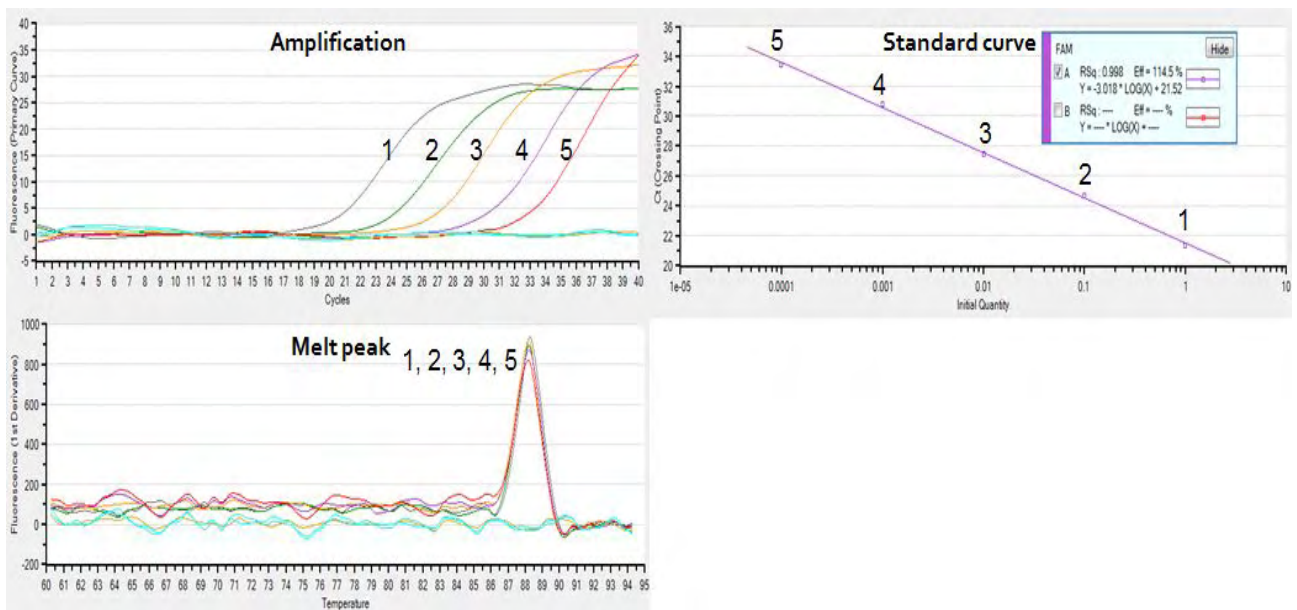 Amplification
Fluorescence (Primary Curve)
40
35
30
25
20
15
10
5
0
-5
1 2 3 4 5
1 2 3 4 5 6 7 8 9 10 11 12 13 14 15 16 17 18 19 20 21 22 23 24 25 26 27 28 29 30 31 32 33 34 35 36 37 38 39 40
Cycles
Standard curve
Ct (Crossing Point)
36
34
32
30
28
26
24
22
20
5
4
3
2
1
FAM Hide
A RSq : 0.998 Eff = 114.5 %
Y = -3.018 * LOG(X) + 21.52
B RSq : ---- Eff = ---- %
Y = ---- * LOG(X) + ----
1e-05 0.0001 0.001 0.01 0.1 1 10
Initial Quantity
Melt peak
1, 2, 3, 4, 5
Fluorescence (1st Derivative)
1000
800
600
400
200
0
-200
60 61 62 63 64 65 66 67 68 69 70 71 72 73 74 75 76 77 78 79 80 81 82 83 84 85 86 87 88 89 90 91 92 93 94 95
Temperature